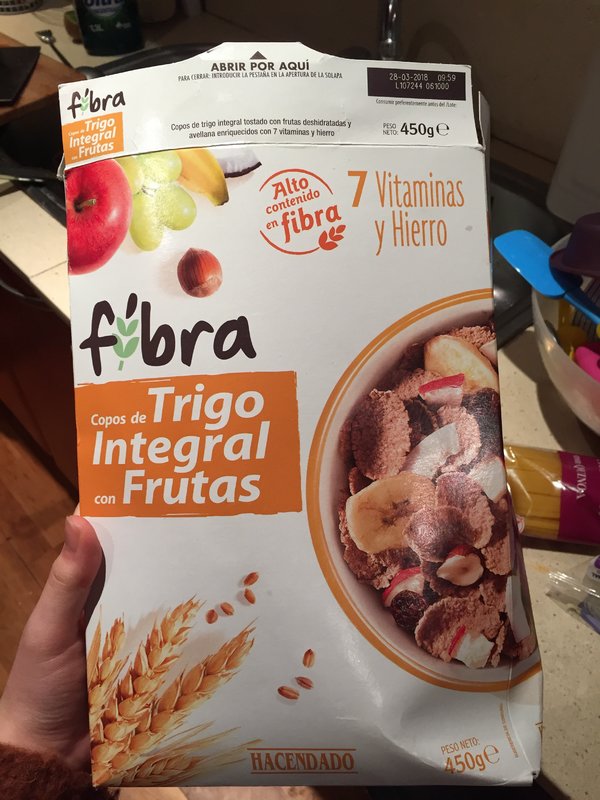 ABRIR POR AQUÍ
PARA CERRAR: INTRODUCIR LA PESTAÑA EN LA APERTURA DE LA SOLAPA
28-03-2018 09:59
L107244 061000
Consumir preferentemente antes del /Lote:
fibra
Copos de
Trigo
Integral
con Frutas
Copos de trigo integral tostado con frutas deshidratadas y
avellana enriquecidos con 7 vitaminas y hierro
PESO
NETO: 450g e
Alto
contenido
en fibra
7 Vitaminas
y Hierro
fibra
Copos de Trigo
Integral
con Frutas
HACENDADO
PESO NETO:
450g e